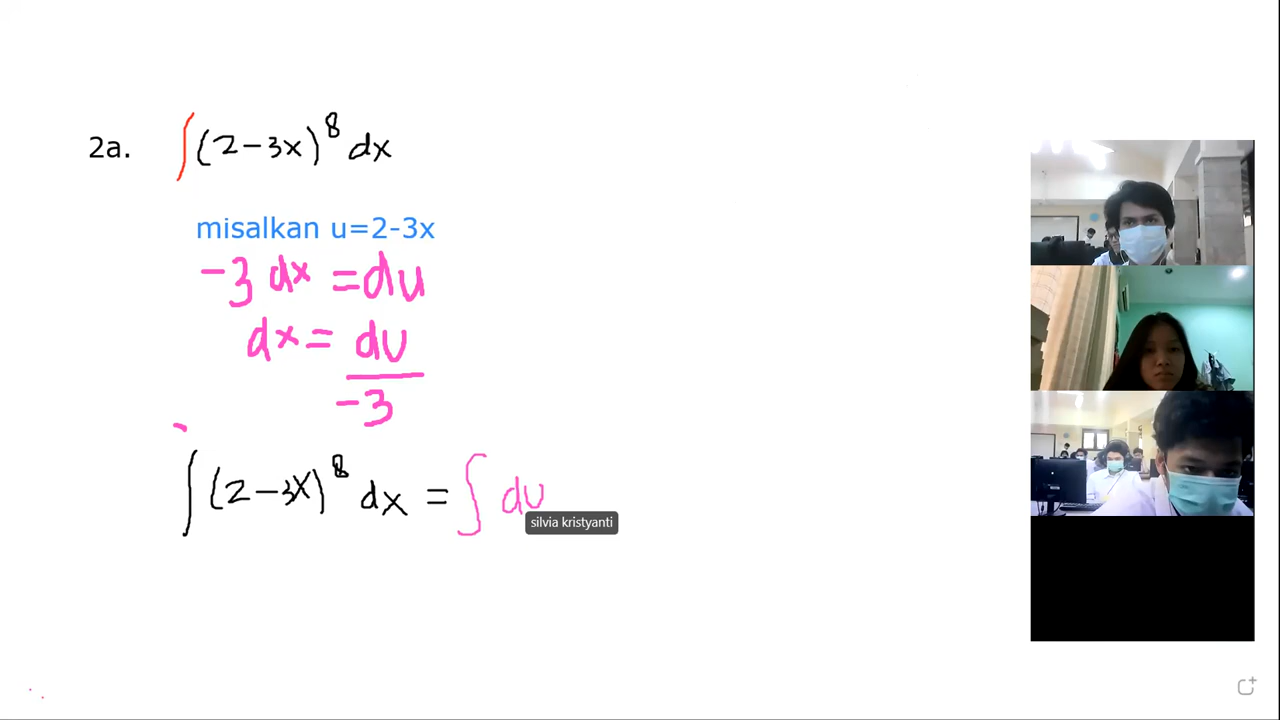 2a. ∫(2-3x)⁸ dx
misalkan u=2-3x
-3 dx = du
dx = du/-3
∫(2-3x)⁸ dx = ∫ du
silvia kristyanti